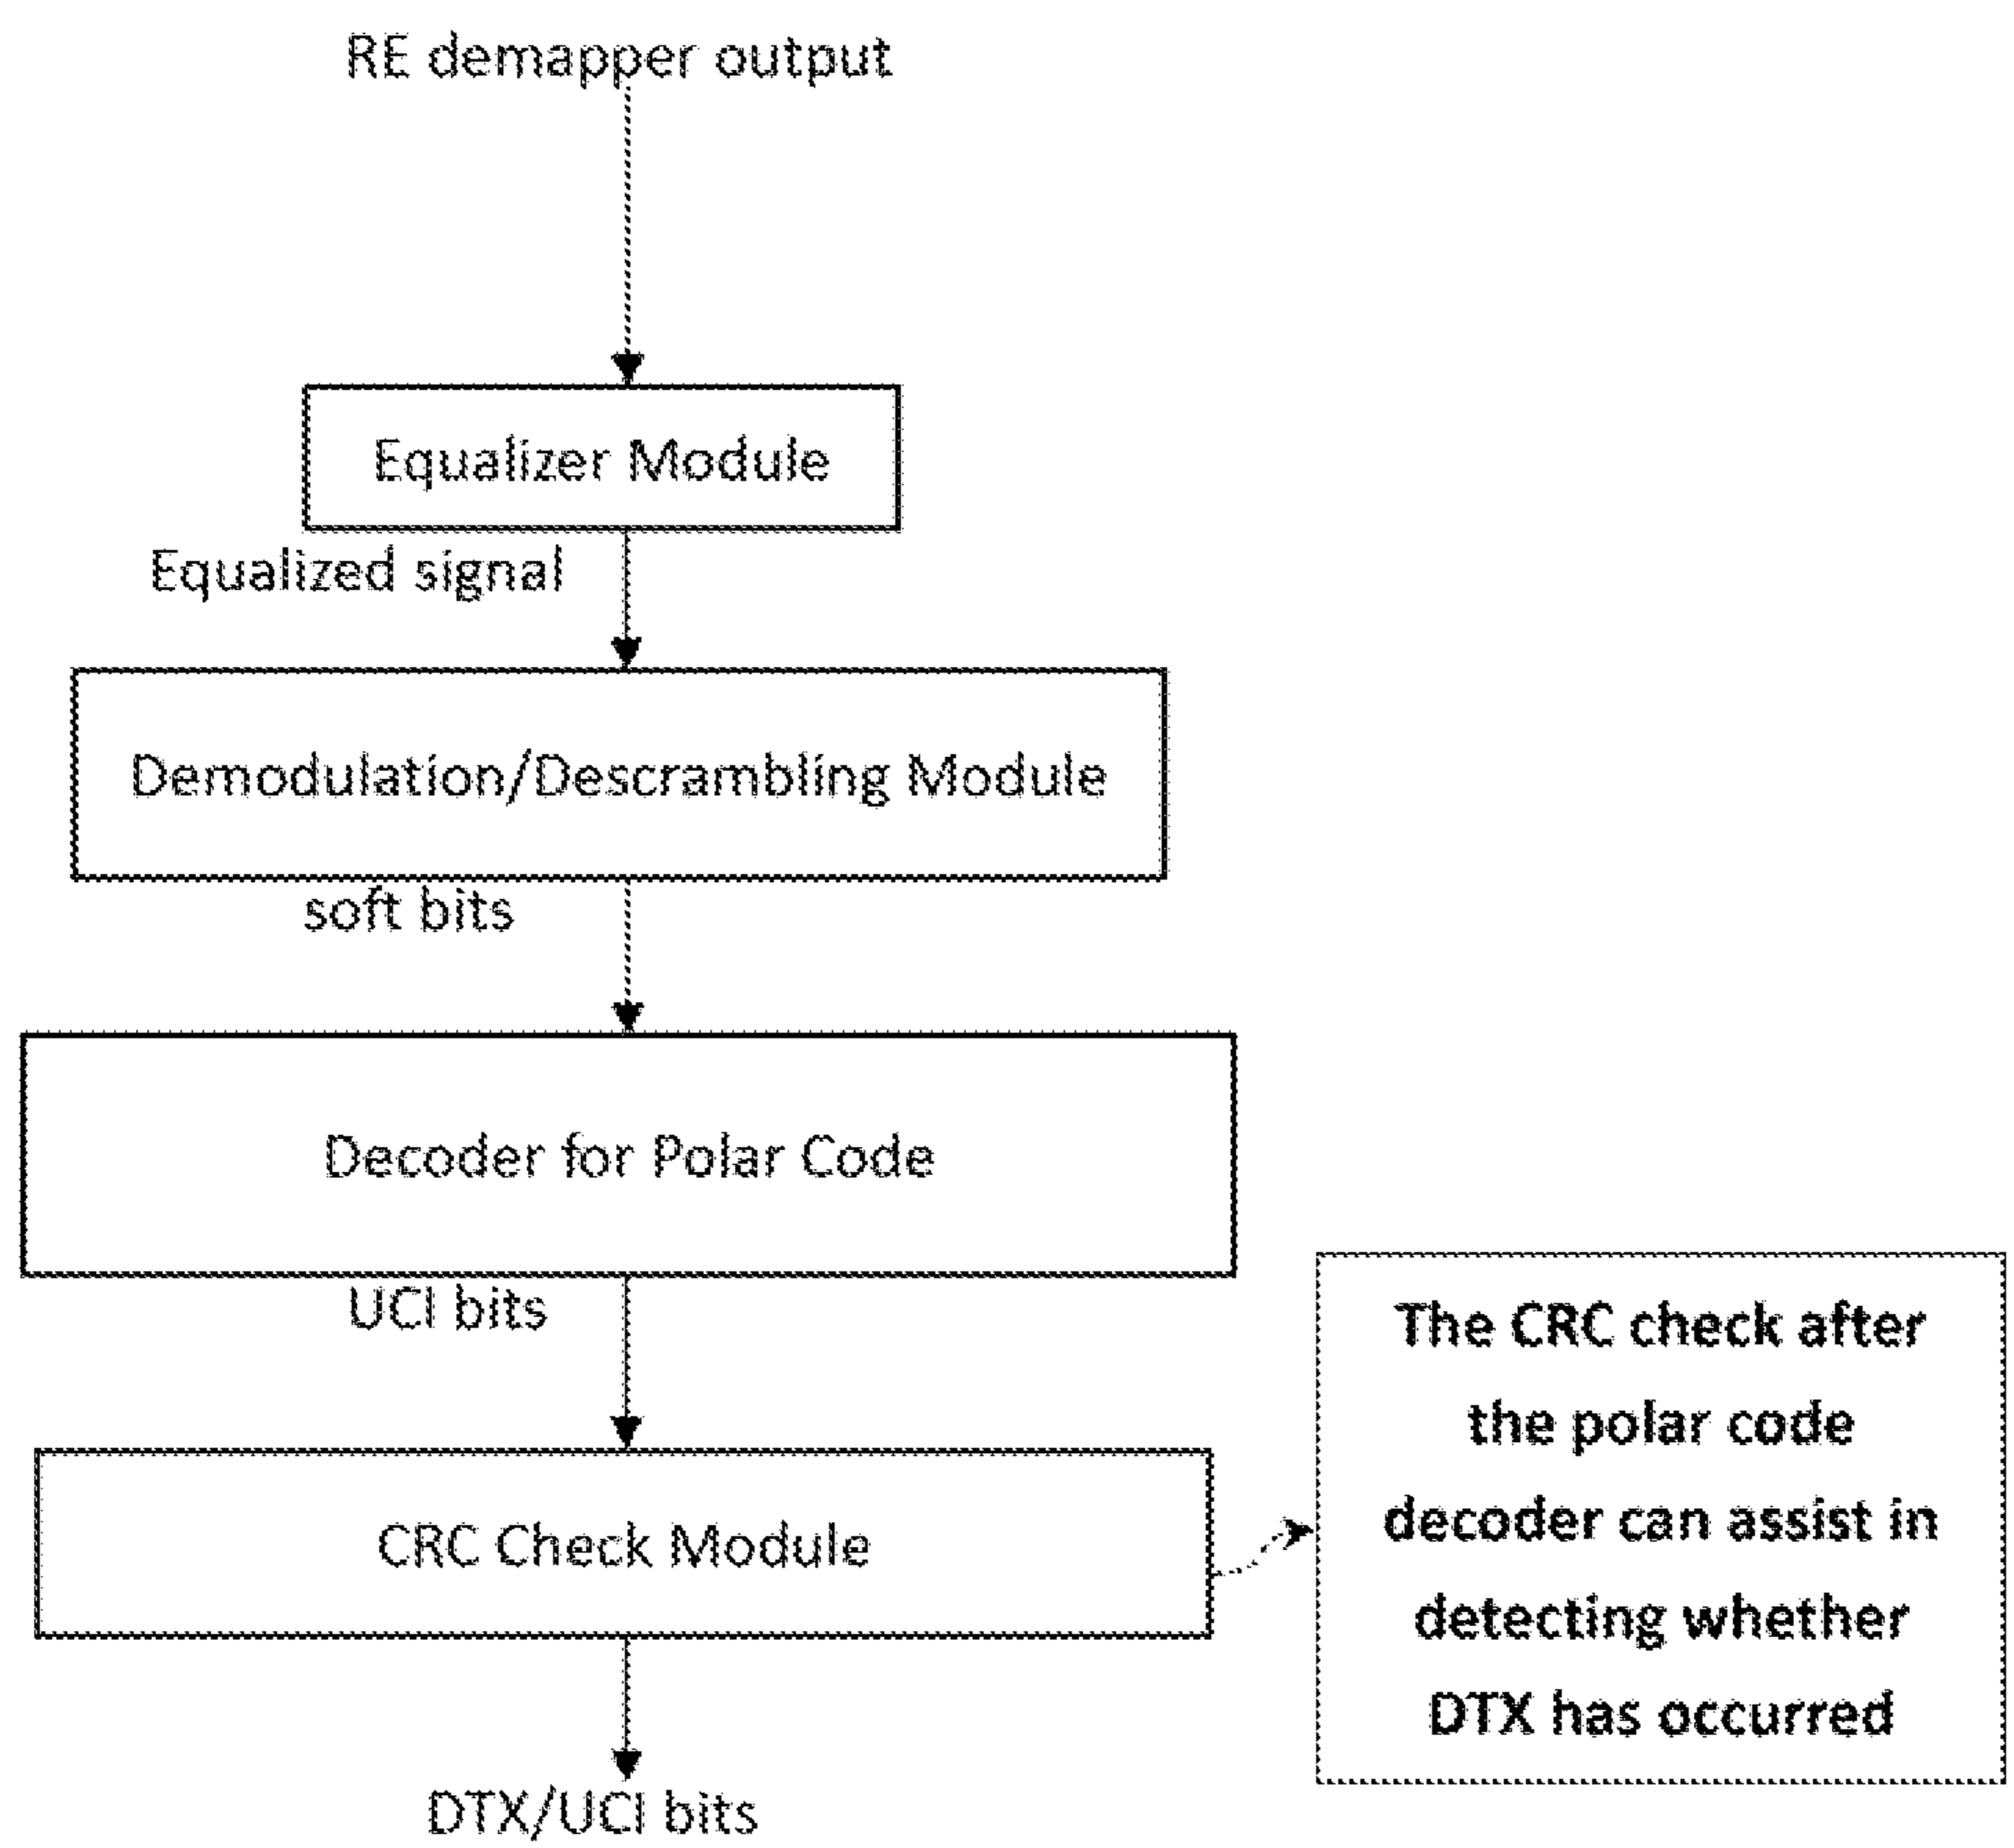 RE demapper output
Equalizer Module
Equalized signal
Demodulation/Descrambling Module
soft bits
Decoder for Polar Code
UCI bits
CRC Check Module
The CRC check after
the polar code
decoder can assist in
detecting whether
DTX has occurred
DTX/UCI bits